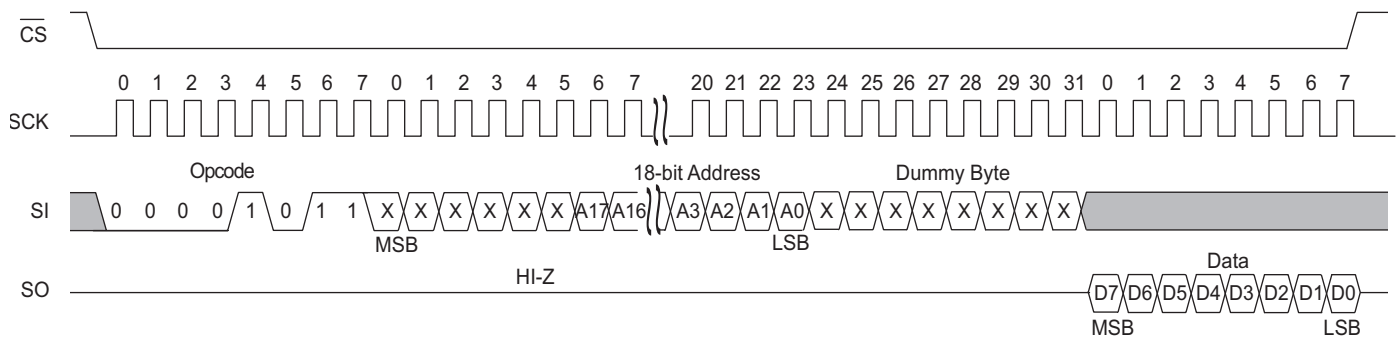 CS
0 1 2 3 4 5 6 7 0 1 2 3 4 5 6 7 20 21 22 23 24 25 26 27 28 29 30 31 0 1 2 3 4 5 6 7
SCK
Opcode 18-bit Address Dummy Byte
SI 0 0 0 0 1 0 1 1 X X X X X X A17 A16 A3 A2 A1 A0 X X X X X X X X
MSB LSB
HI-Z Data
SO D7 D6 D5 D4 D3 D2 D1 D0
MSB LSB